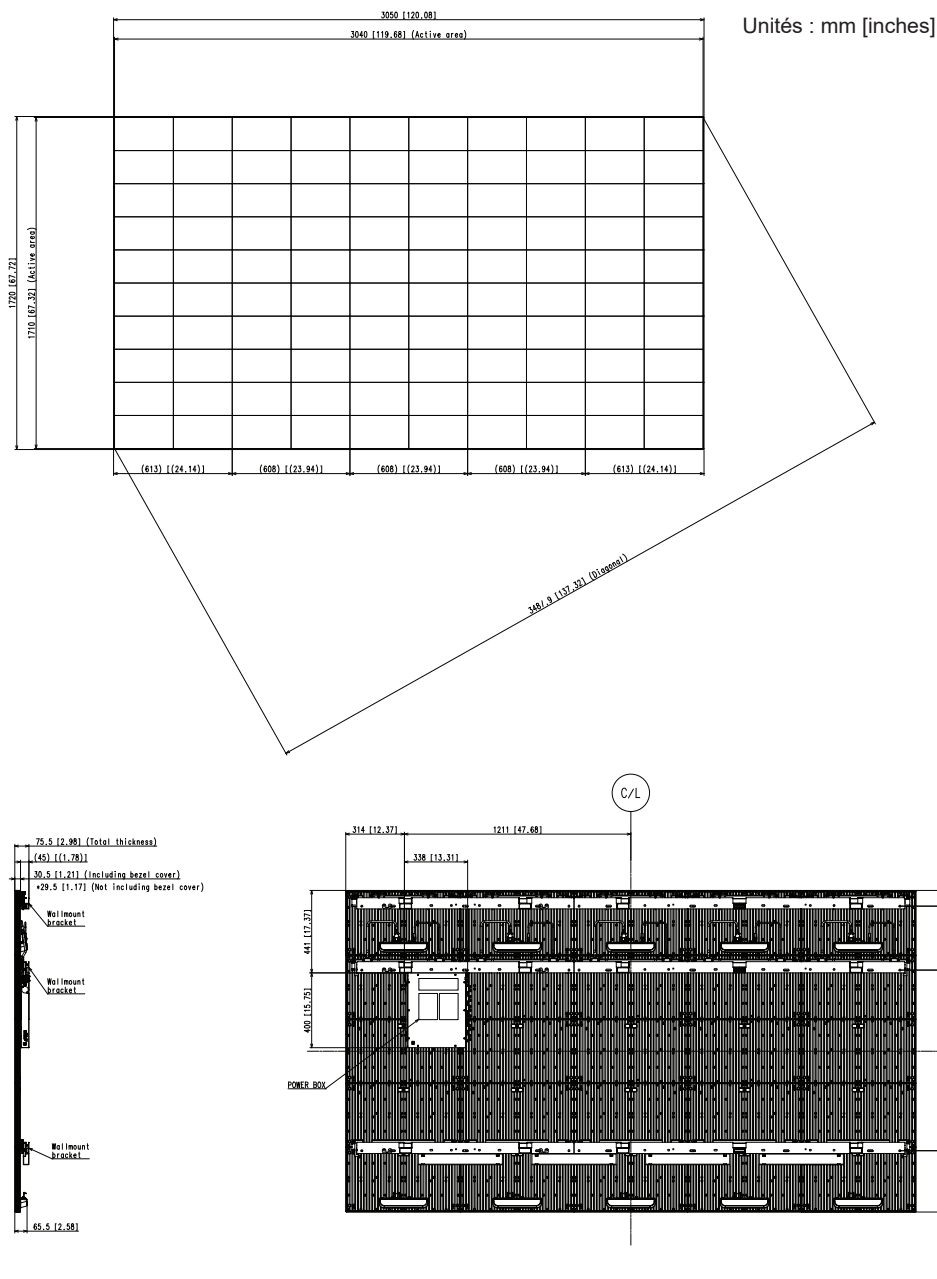 Unités : mm [inches]
3050 [120.08]
3040 [119.68] (Active area)
1720 [67.72]
1710 [67.32] (Active area)
(613) [(24.14)]
(608) [(23.94)]
(608) [(23.94)]
(608) [(23.94)]
(613) [(24.14)]
348/.9 [137.32] (Diagonal)
C/L
75.5 [2.98] (Total thickness)
(45) [(1.78)]
30.5 [1.21] (Including bezel cover)
*29.5 [1.17] (Not including bezel cover)
Wallmount
bracket
Wallmount
bracket
Wallmount
bracket
65.5 [2.58]
314 [12.37]
1211 [47.68]
338 [13.31]
441 [17.37]
400 [15.75]
POWER BOX